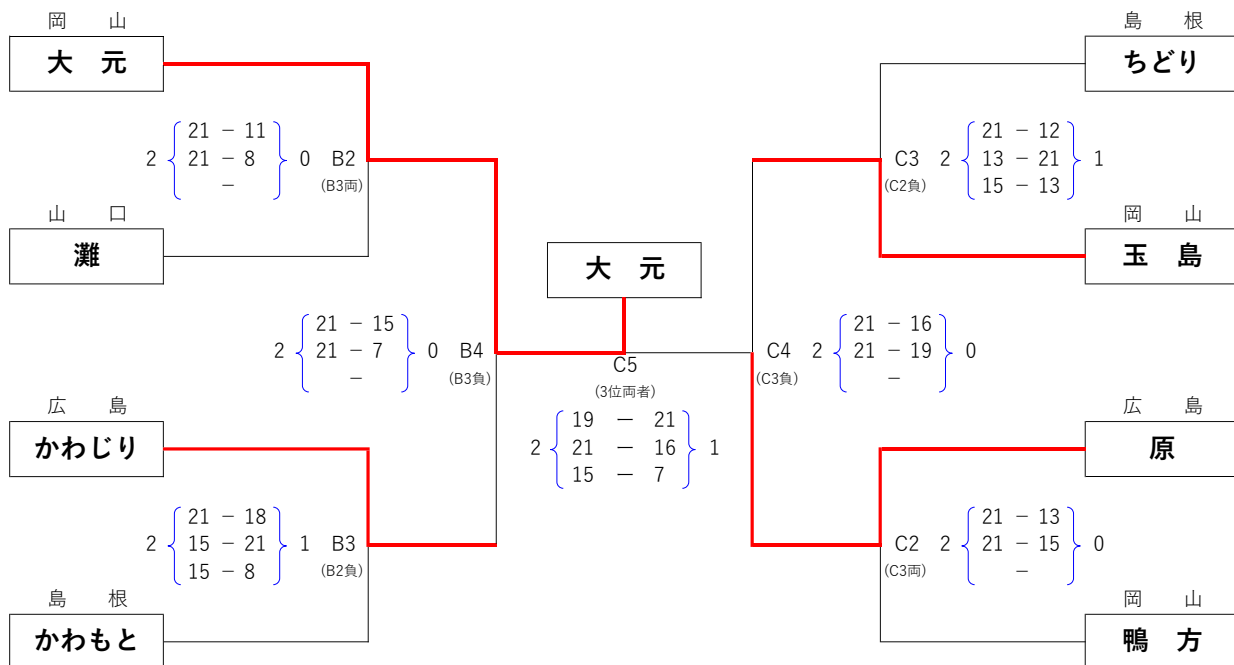 岡 山
大 元
2 21 － 11 0 B2
21 － 8
－
(B3両)
山 口
灘
2 21 － 15 0 B4
21 － 7
－
(B3負)
広 島
かわじり
2 21 － 18 1 B3
15 － 21
15 － 8
(B2負)
島 根
かわもと
大 元
C5
(3位両者)
2 19 － 21 1
21 － 16
15 － 7
島 根
ちどり
C3 2 21 － 12 1
13 － 21
15 － 13
(C2負)
岡 山
玉 島
C4 2 21 － 16 0
21 － 19
－
(C3負)
広 島
原
C2 2 21 － 13 0
21 － 15
－
(C3両)
岡 山
鴨 方